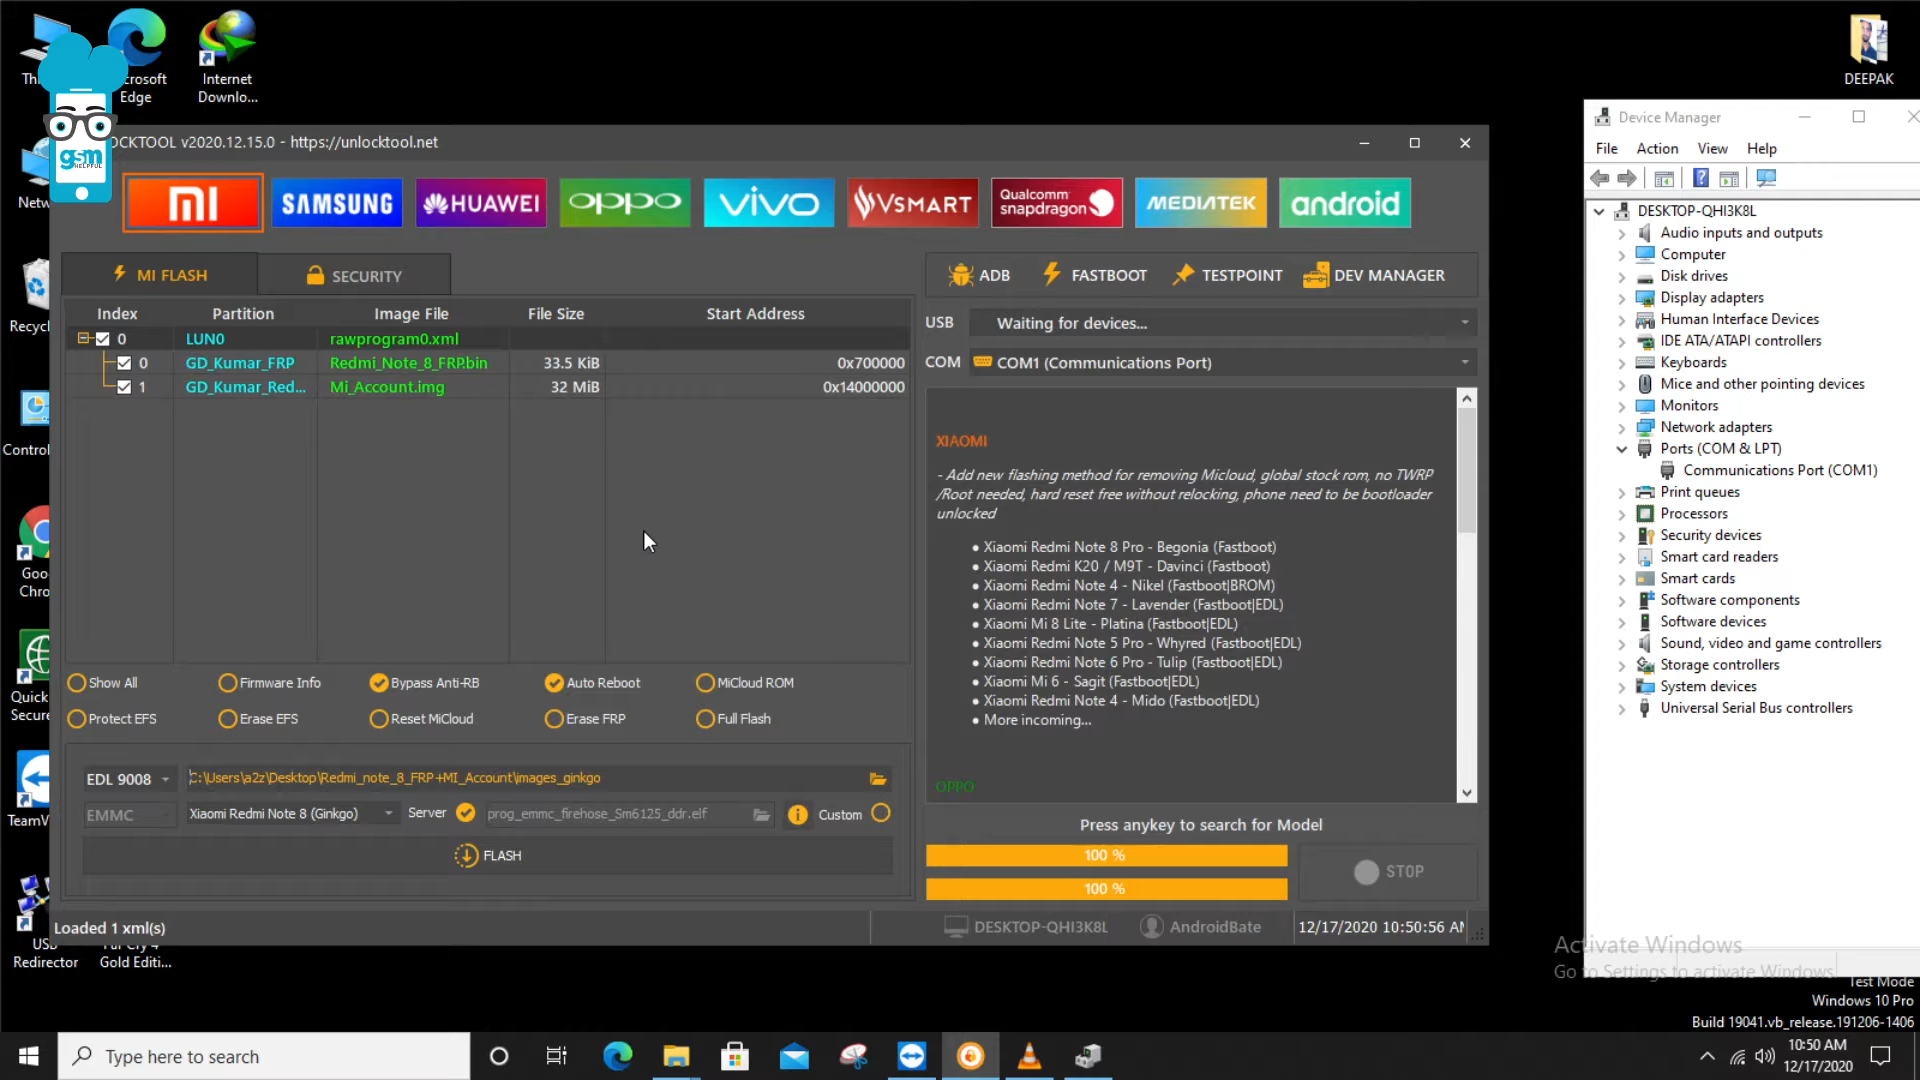 Th
crosoft
Edge
Internet
Downlo...
DEEPAK
gsm
HELPFUL
OCKTOOL v2020.12.15.0 - https://unlocktool.net
MI
SAMSUNG
HUAWEI
oppo
vivo
VSMART
Qualcomm
snapdragon
MEDIATEK
android
MI FLASH
SECURITY
ADB
FASTBOOT
TESTPOINT
DEV MANAGER
Index Partition Image File File Size Start Address
0 LUN0 rawprogram0.xml
0 GD_Kumar_FRP Redmi_Note_8_FRP.bin 33.5 KiB 0x700000
1 GD_Kumar_Red... Mi_Account.img 32 MiB 0x14000000
USB Waiting for devices...
COM COM1 (Communications Port)
XIAOMI
- Add new flashing method for removing Micloud, global stock rom, no TWRP
/Root needed, hard reset free without relocking, phone need to be bootloader
unlocked
• Xiaomi Redmi Note 8 Pro - Begonia (Fastboot)
• Xiaomi Redmi K20 / M9T - Davinci (Fastboot)
• Xiaomi Redmi Note 4 - Nikel (Fastboot|BROM)
• Xiaomi Redmi Note 7 - Lavender (Fastboot|EDL)
• Xiaomi Mi 8 Lite - Platina (Fastboot|EDL)
• Xiaomi Redmi Note 5 Pro - Whyred (Fastboot|EDL)
• Xiaomi Redmi Note 6 Pro - Tulip (Fastboot|EDL)
• Xiaomi Mi 6 - Sagit (Fastboot|EDL)
• Xiaomi Redmi Note 4 - Mido (Fastboot|EDL)
• More incoming...
OPPO
Show All Firmware Info Bypass Anti-RB Auto Reboot MiCloud ROM
Protect EFS Erase EFS Reset MiCloud Erase FRP Full Flash
EDL 9008 C:\Users\a2z\Desktop\Redmi_note_8_FRP+MI_Account\images_ginkgo
EMMC Xiaomi Redmi Note 8 (Ginkgo) Server prog_emmc_firehose_Sm6125_ddr.elf Custom
FLASH
Press anykey to search for Model
100 %
100 %
STOP
Loaded 1 xml(s)
DESKTOP-QHI3K8L
AndroidBate
12/17/2020 10:50:56 AM
Netw
Recyc
Control
Goo
Chro
Quick
Secure
TeamV
USB
Redirector
Far Cry 4
Gold Editi...
Device Manager
File Action View Help
DESKTOP-QHI3K8L
Audio inputs and outputs
Computer
Disk drives
Display adapters
Human Interface Devices
IDE ATA/ATAPI controllers
Keyboards
Mice and other pointing devices
Monitors
Network adapters
Ports (COM & LPT)
Communications Port (COM1)
Print queues
Processors
Security devices
Smart card readers
Smart cards
Software components
Software devices
Sound, video and game controllers
Storage controllers
System devices
Universal Serial Bus controllers
Activate Windows
Go to Settings to activate Windows.
Test Mode
Windows 10 Pro
Build 19041.vb_release.191206-1406
Type here to search
10:50 AM
12/17/2020